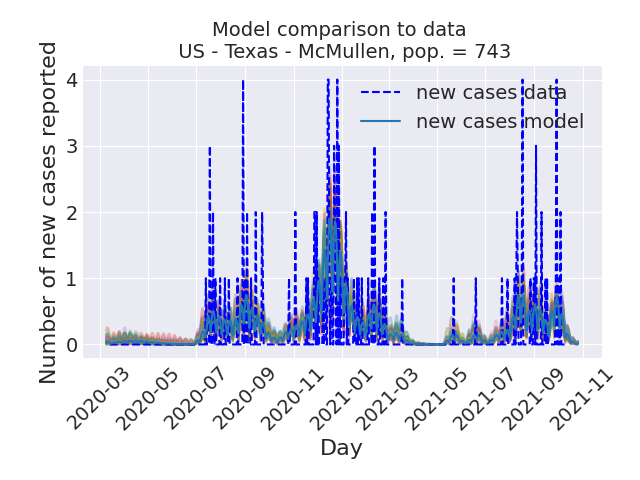 Model comparison to data
US - Texas - McMullen, pop. = 743
Number of new cases reported
4
3
2
1
0
new cases data
new cases model
2020-03
2020-05
2020-07
2020-09
2020-11
2021-01
2021-03
2021-05
2021-07
2021-09
2021-11
Day